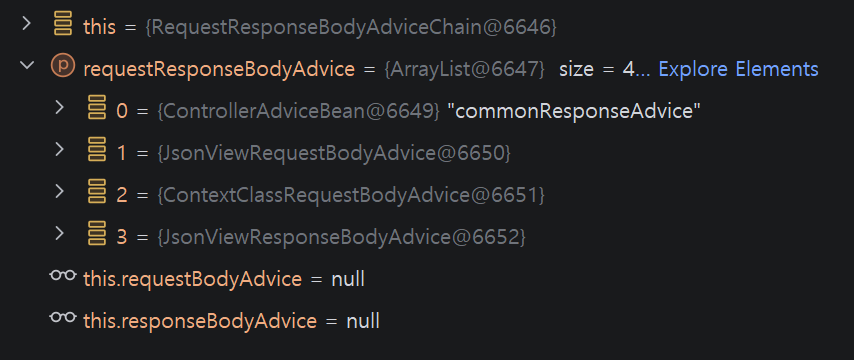 this = {RequestResponseBodyAdviceChain@6646}
p requestResponseBodyAdvice = {ArrayList@6647} size = 4... Explore Elements
0 = {ControllerAdviceBean@6649} "commonResponseAdvice"
1 = {JsonViewRequestBodyAdvice@6650}
2 = {ContextClassRequestBodyAdvice@6651}
3 = {JsonViewResponseBodyAdvice@6652}
this.requestBodyAdvice = null
this.responseBodyAdvice = null